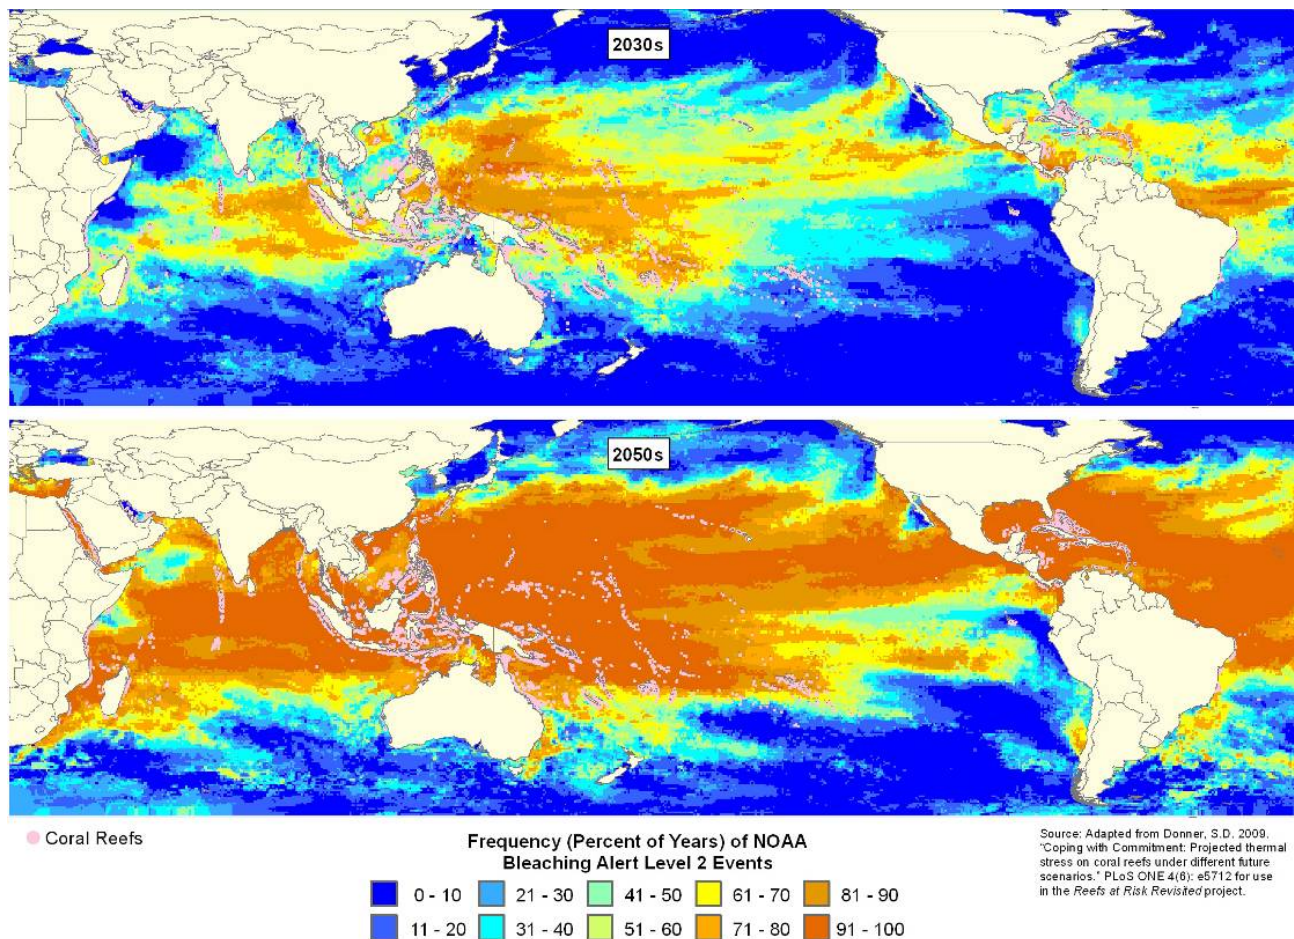 2030s
2050s
Coral Reefs
Frequency (Percent of Years) of NOAA
Bleaching Alert Level 2 Events
0 - 10
21 - 30
41 - 50
61 - 70
81 - 90
11 - 20
31 - 40
51 - 60
71 - 80
91 - 100
Source: Adapted from Donner, S.D. 2009.
"Coping with Commitment: Projected thermal
stress on coral reefs under different future
scenarios." PLoS ONE 4(6): e5712 for use
in the Reefs at Risk Revisited project.